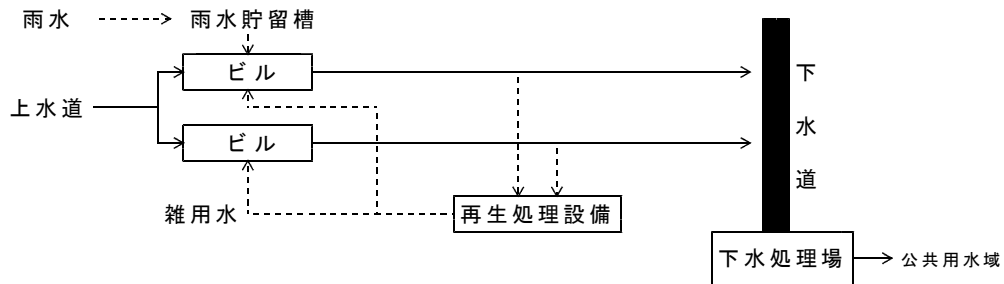 雨水
雨水貯留槽
ビル
上水道
ビル
雑用水
再生処理設備
下水道
下水処理場
公共用水域